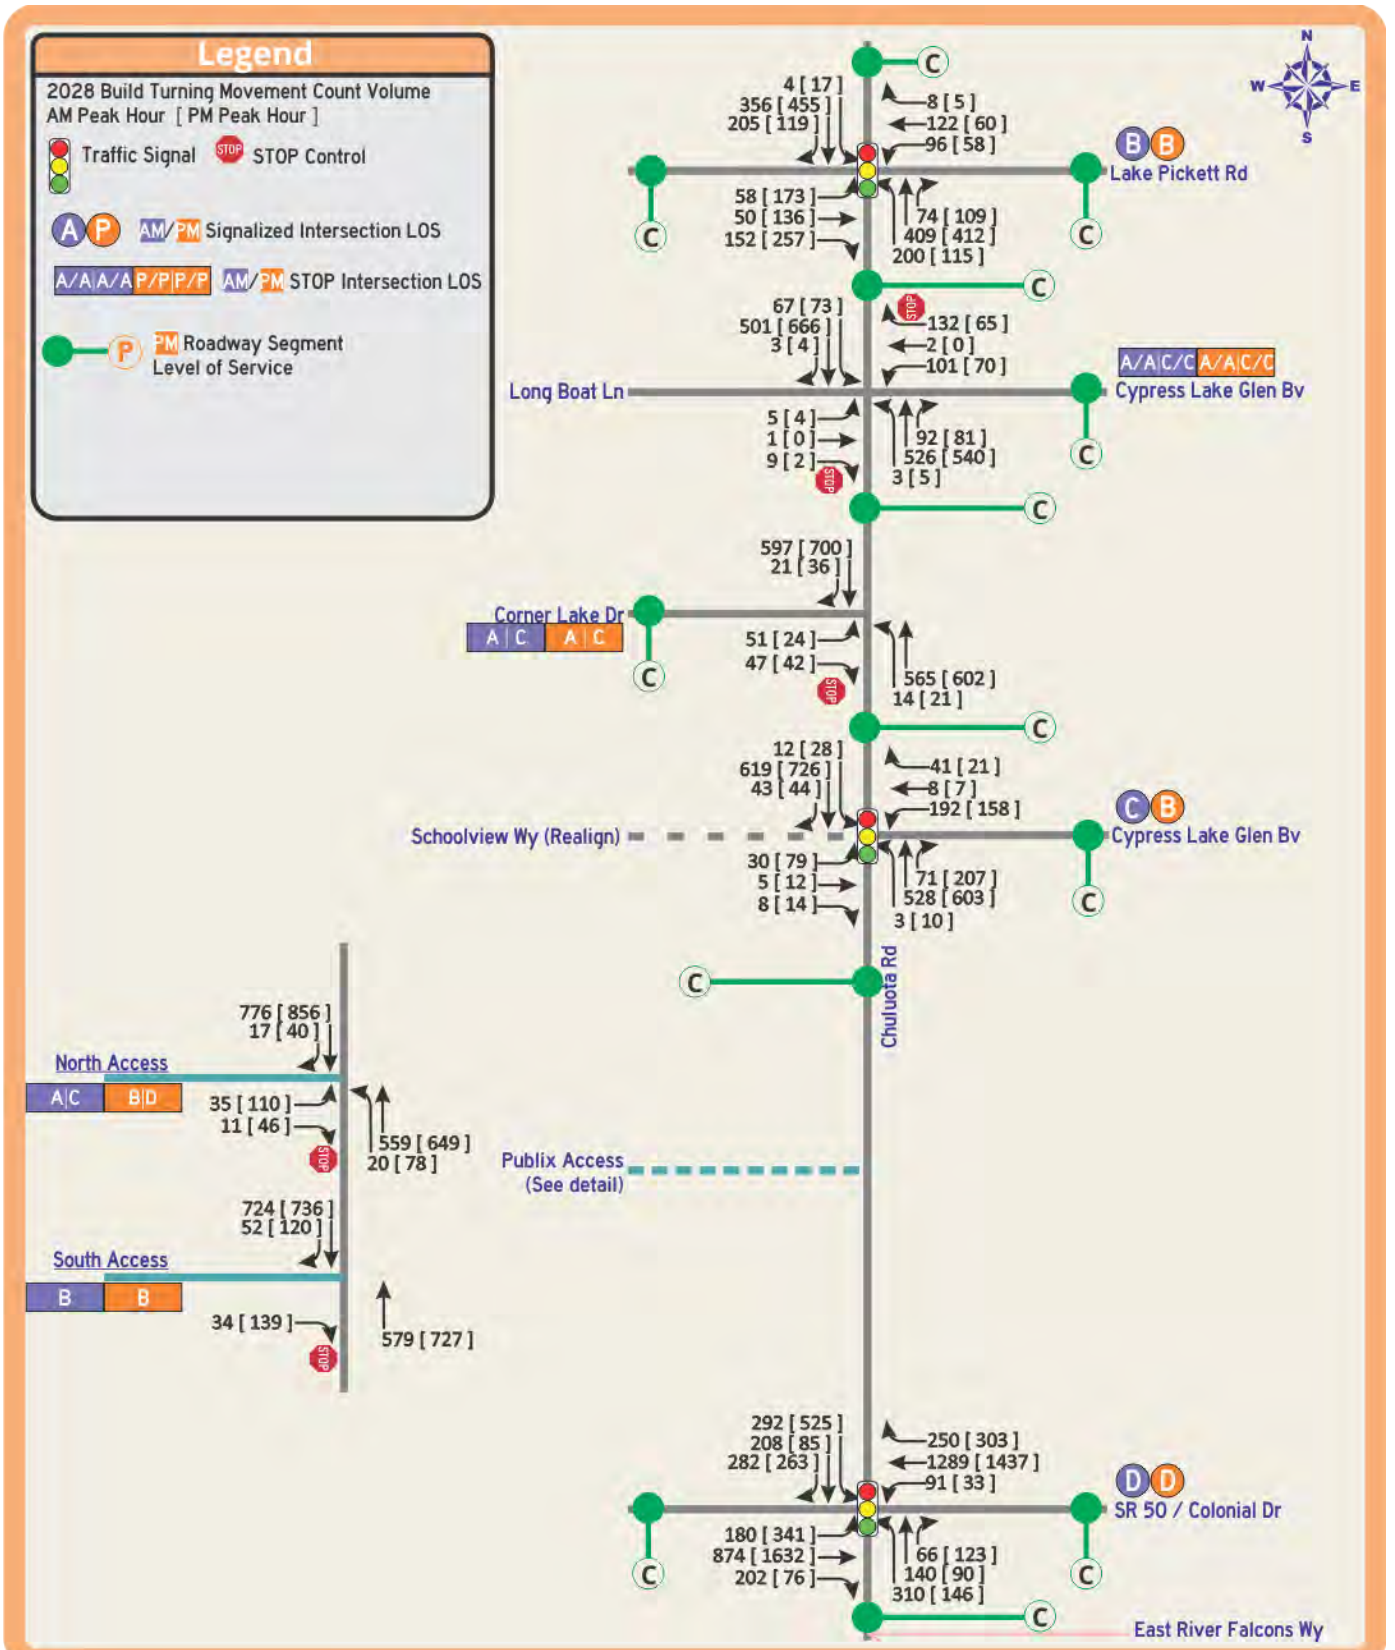 Legend
2028 Build Turning Movement Count Volume
AM Peak Hour [ PM Peak Hour ]
Traffic Signal
STOP
STOP Control
A P
AM/PM Signalized Intersection LOS
A/A|A/A P/P|P/P
AM/PM STOP Intersection LOS
P
PM Roadway Segment
Level of Service
N
W E
S
C
4 [ 17 ]
356 [ 455 ]
205 [ 119 ]
8 [ 5 ]
122 [ 60 ]
96 [ 58 ]
B B
Lake Pickett Rd
C
C
58 [ 173 ]
50 [ 136 ]
152 [ 257 ]
74 [ 109 ]
409 [ 412 ]
200 [ 115 ]
C
67 [ 73 ]
501 [ 666 ]
3 [ 4 ]
STOP
132 [ 65 ]
2 [ 0 ]
101 [ 70 ]
A/A|C/C A/A|C/C
Long Boat Ln
Cypress Lake Glen Bv
C
5 [ 4 ]
1 [ 0 ]
9 [ 2 ]
STOP
92 [ 81 ]
526 [ 540 ]
3 [ 5 ]
C
597 [ 700 ]
21 [ 36 ]
Corner Lake Dr
A|C A|C
C
51 [ 24 ]
47 [ 42 ]
STOP
565 [ 602 ]
14 [ 21 ]
C
12 [ 28 ]
619 [ 726 ]
43 [ 44 ]
41 [ 21 ]
8 [ 7 ]
192 [ 158 ]
C B
Schoolview Wy (Realign)
Cypress Lake Glen Bv
C
30 [ 79 ]
5 [ 12 ]
8 [ 14 ]
71 [ 207 ]
528 [ 603 ]
3 [ 10 ]
C
Chuluota Rd
776 [ 856 ]
17 [ 40 ]
North Access
A|C B|D
35 [ 110 ]
11 [ 46 ]
STOP
559 [ 649 ]
20 [ 78 ]
Publix Access
(See detail)
724 [ 736 ]
52 [ 120 ]
South Access
B B
34 [ 139 ]
STOP
579 [ 727 ]
292 [ 525 ]
208 [ 85 ]
282 [ 263 ]
250 [ 303 ]
1289 [ 1437 ]
91 [ 33 ]
D D
SR 50 / Colonial Dr
C
C
180 [ 341 ]
874 [ 1632 ]
202 [ 76 ]
66 [ 123 ]
140 [ 90 ]
310 [ 146 ]
C
East River Falcons Wy